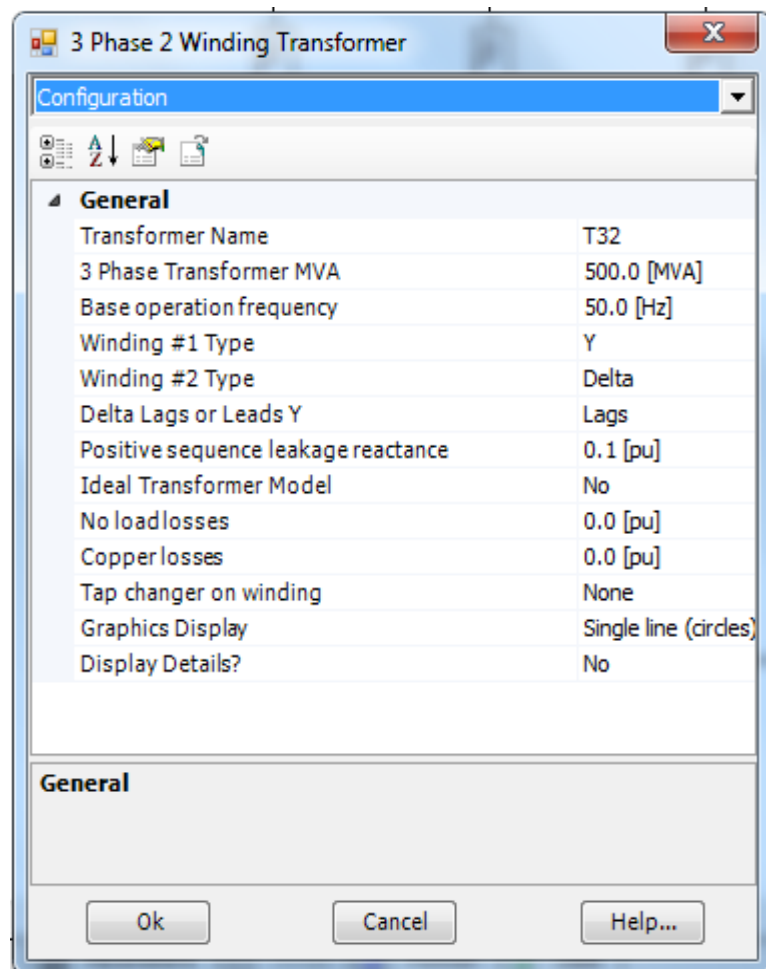 3 Phase 2 Winding Transformer
Configuration
General
Transformer Name T32
3 Phase Transformer MVA 500.0 [MVA]
Base operation frequency 50.0 [Hz]
Winding #1 Type Y
Winding #2 Type Delta
Delta Lags or Leads Y Lags
Positive sequence leakage reactance 0.1 [pu]
Ideal Transformer Model No
No load losses 0.0 [pu]
Copper losses 0.0 [pu]
Tap changer on winding None
Graphics Display Single line (circles)
Display Details? No
General
Ok Cancel Help...